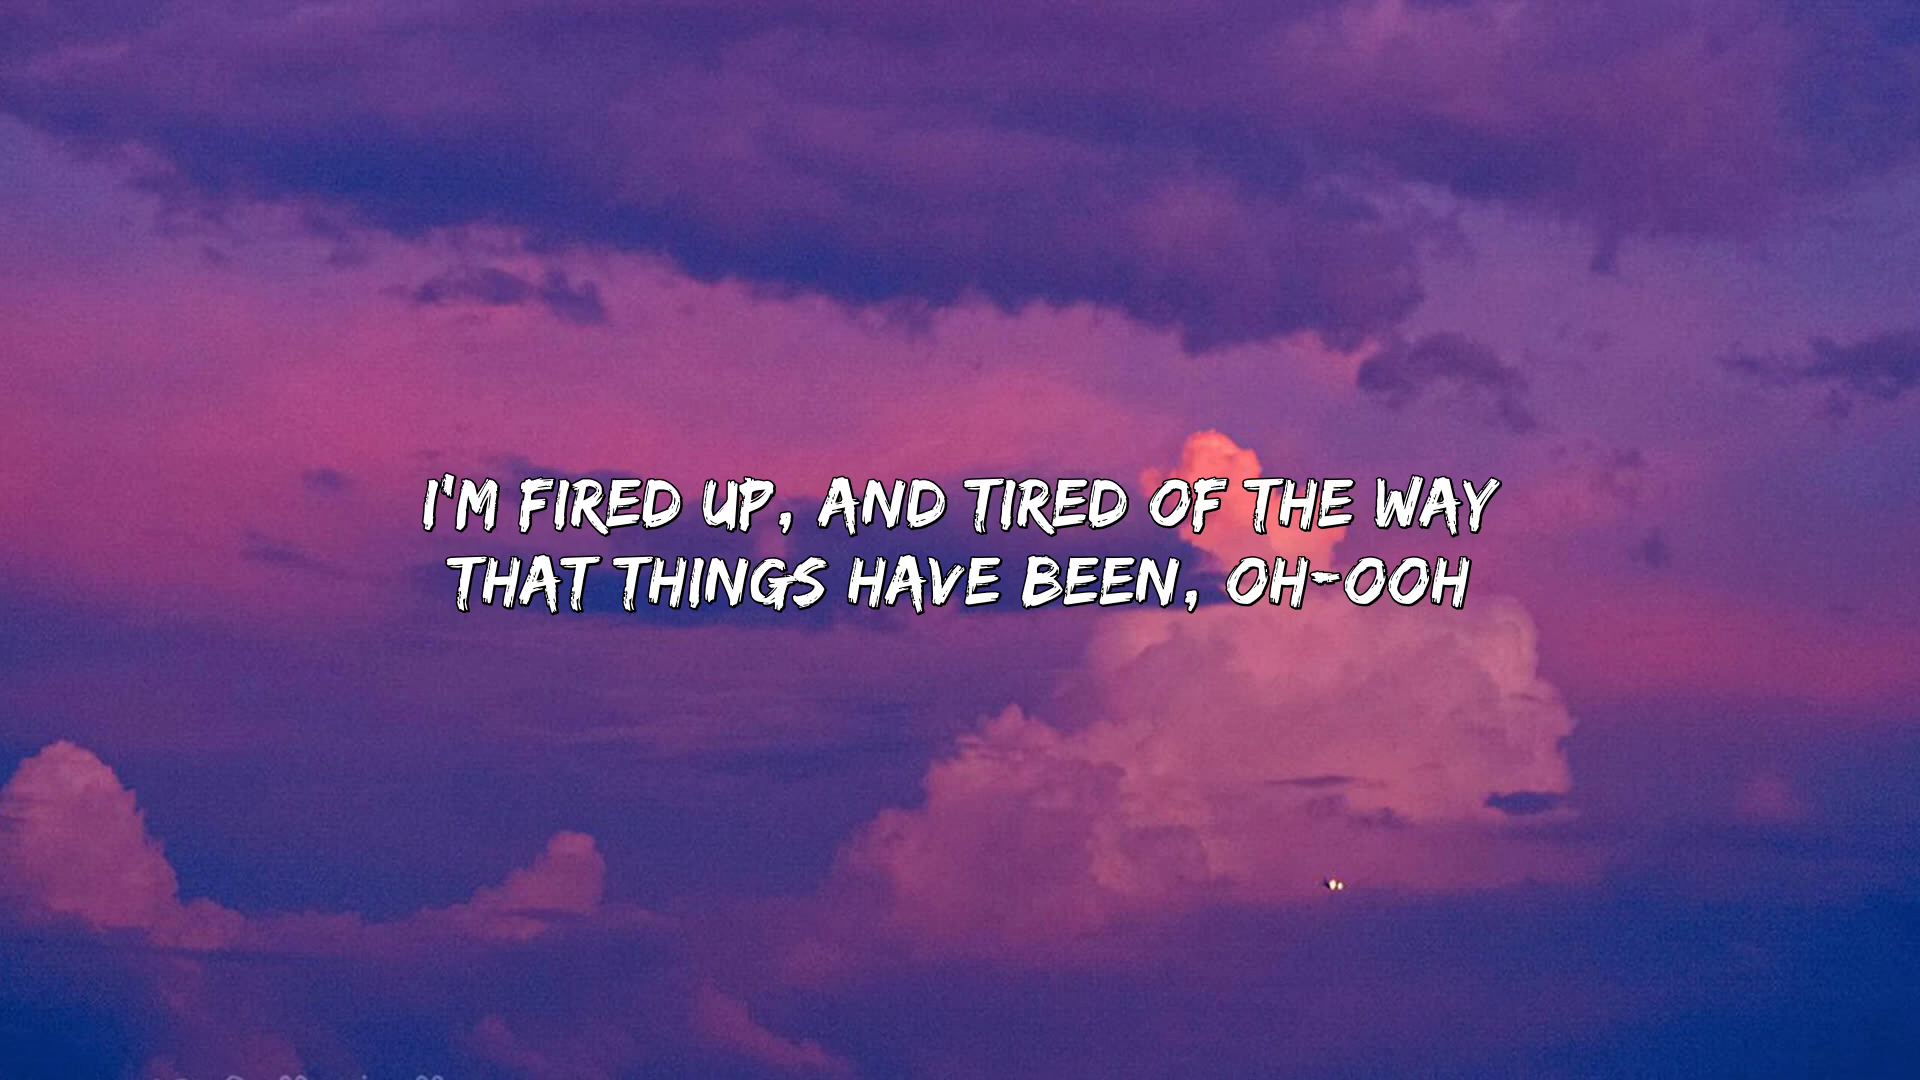 I'M FIRED UP, AND TIRED OF THE WAY
THAT THINGS HAVE BEEN, OH-OOH